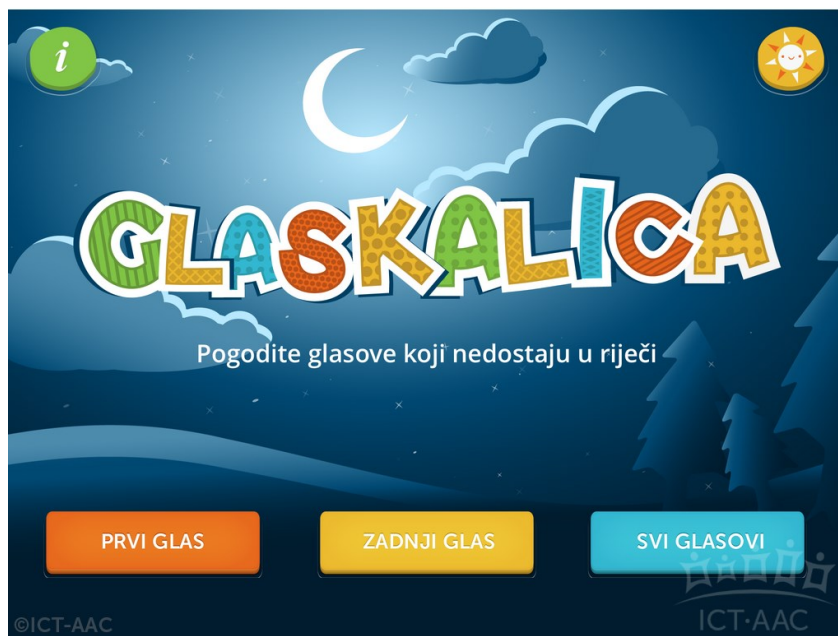 i
GLASKALICA
Pogodite glasove koji nedostaju u riječi
PRVI GLAS
ZADNJI GLAS
SVI GLASOVI
©ICT-AAC
ICT·AAC